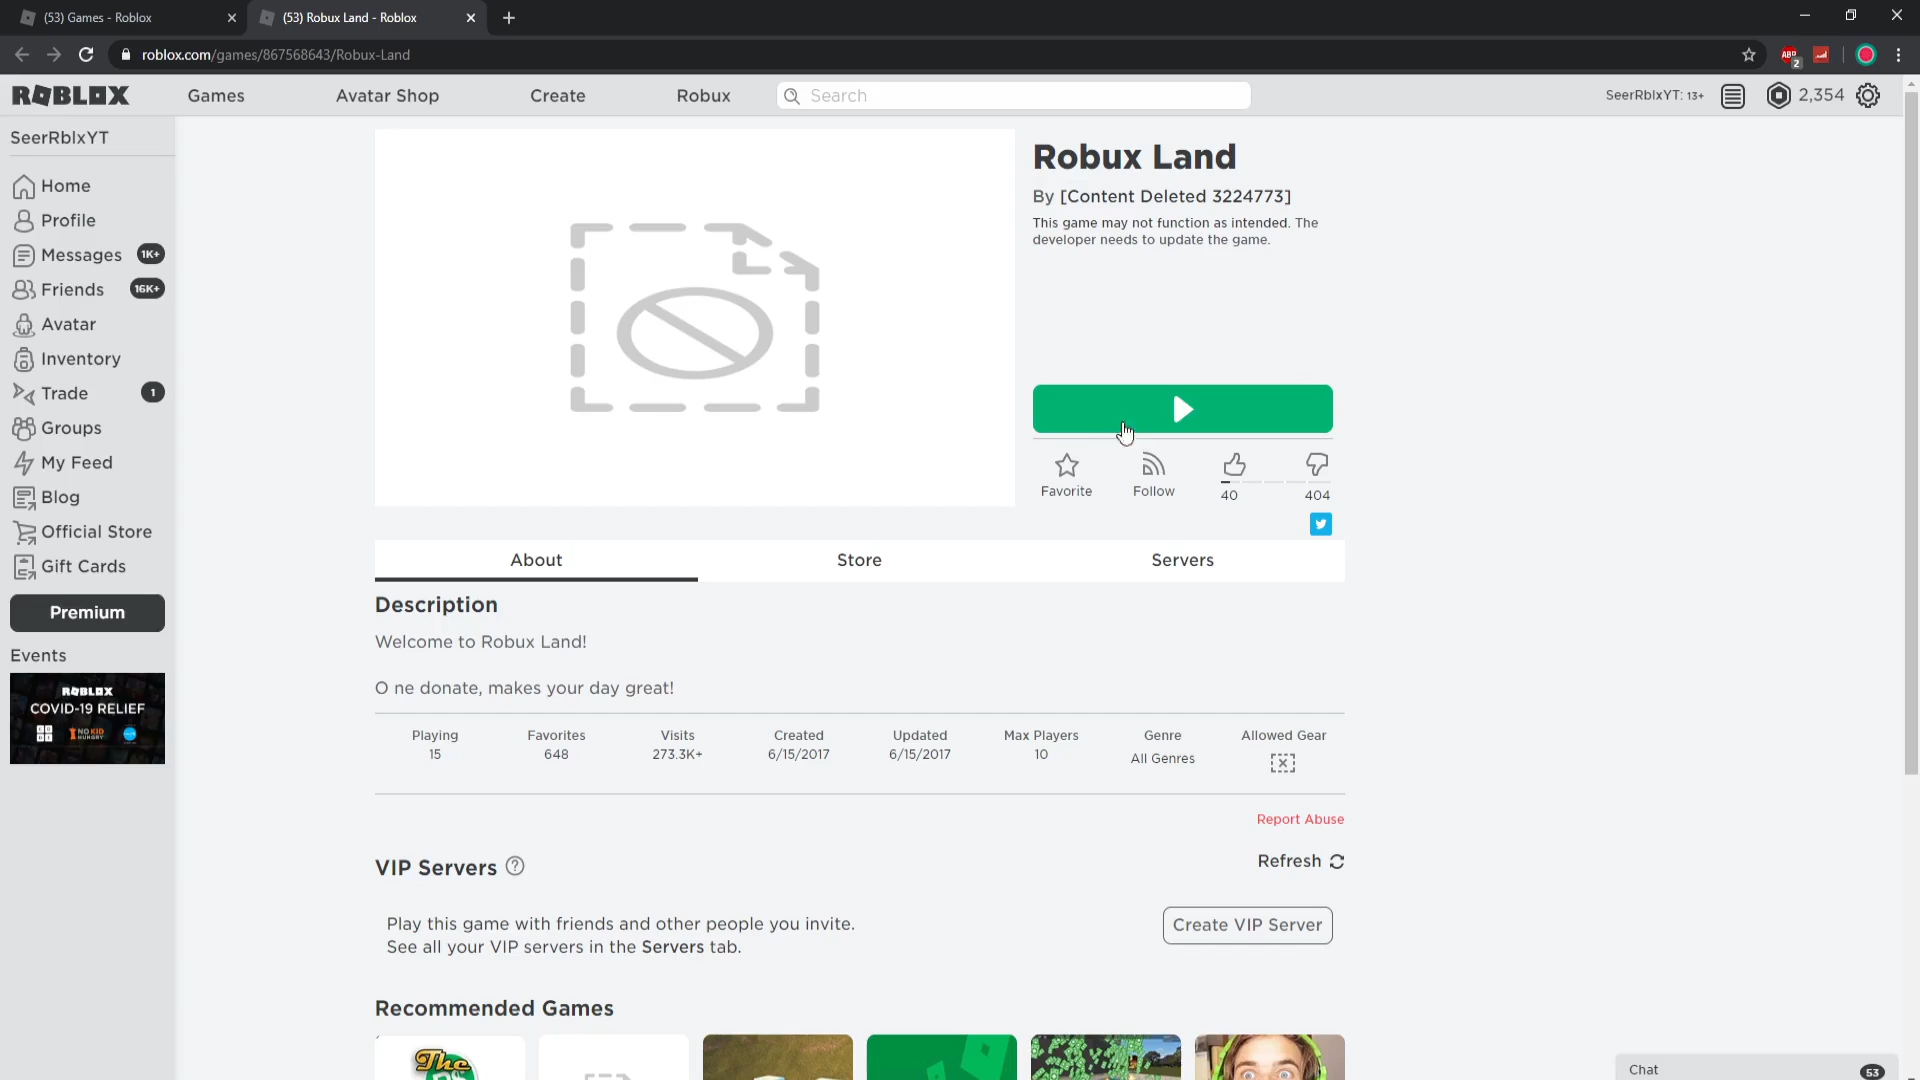 (53) Games - Roblox
(53) Robux Land - Roblox
roblox.com/games/867568643/Robux-Land
ABP
2
ROBLOX
Games
Avatar Shop
Create
Robux
Search
SeerRblxYT: 13+
2,354
SeerRblxYT
Home
Profile
Messages 1K+
Friends 16K+
Avatar
Inventory
Trade 1
Groups
My Feed
Blog
Official Store
Gift Cards
Premium
Events
ROBLOX
COVID-19 RELIEF
NO KID
HUNGRY
Robux Land
By [Content Deleted 3224773]
This game may not function as intended. The
developer needs to update the game.
Favorite
Follow
40
404
About
Store
Servers
Description
Welcome to Robux Land!
O ne donate, makes your day great!
Playing
15
Favorites
648
Visits
273.3K+
Created
6/15/2017
Updated
6/15/2017
Max Players
10
Genre
All Genres
Allowed Gear
Report Abuse
VIP Servers
Refresh
Play this game with friends and other people you invite.
See all your VIP servers in the Servers tab.
Create VIP Server
Recommended Games
The
Chat
53